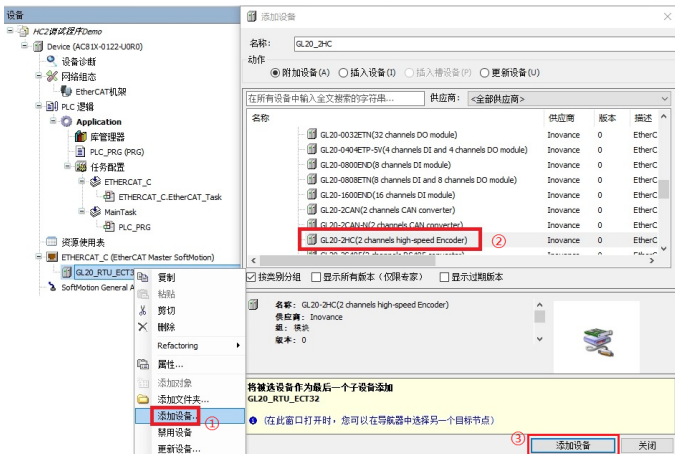 设备
HC2调试程序Demo
Device (AC81X-0122-U0R0)
设备诊断
网络组态
EtherCAT机架
PLC 逻辑
Application
库管理器
PLC_PRG (PRG)
任务配置
ETHERCAT_C
ETHERCAT_C.EtherCAT_Task
MainTask
PLC_PRG
资源使用表
ETHERCAT_C (EtherCAT Master SoftMotion)
GL20_RTU_ECT3
SoftMotion General A
复制
粘贴
剪切
删除
Refactoring
属性...
添加对象
添加文件夹...
添加设备...
①
禁用设备
更新设备...
添加设备
名称: GL20_2HC
动作
附加设备(A) 插入设备(I) 插入槽设备(P) 更新设备(U)
在所有设备中输入全文搜索的字符串... 供应商: <全部供应商>
名称 供应商 版本 描述
GL20-0032ETN(32 channels DO module) Inovance 0 EtherC
GL20-0404ETP-5V(4 channels DI and 4 channels DO module) Inovance 0 EtherC
GL20-0800END(8 channels DI module) Inovance 0 EtherC
GL20-0808ETN(8 channels DI and 8 channels DO module) Inovance 0 EtherC
GL20-1600END(16 channels DI module) Inovance 0 EtherC
GL20-2CAN(2 channels CAN converter) Inovance 0 EtherC
GL20-2CAN-N(2 channels CAN converter) Inovance 0 EtherC
GL20-2HC(2 channels high-speed Encoder) ② Inovance 0 EtherC
按类别分组 显示所有版本（仅限专家） 显示过期版本
名称: GL20-2HC(2 channels high-speed Encoder)
供应商: Inovance
组: 模块
版本: 0
将被选设备作为最后一个子设备添加
GL20_RTU_ECT32
(在此窗口打开时，您可以在导航器中选择另一个目标节点)
③ 添加设备 关闭